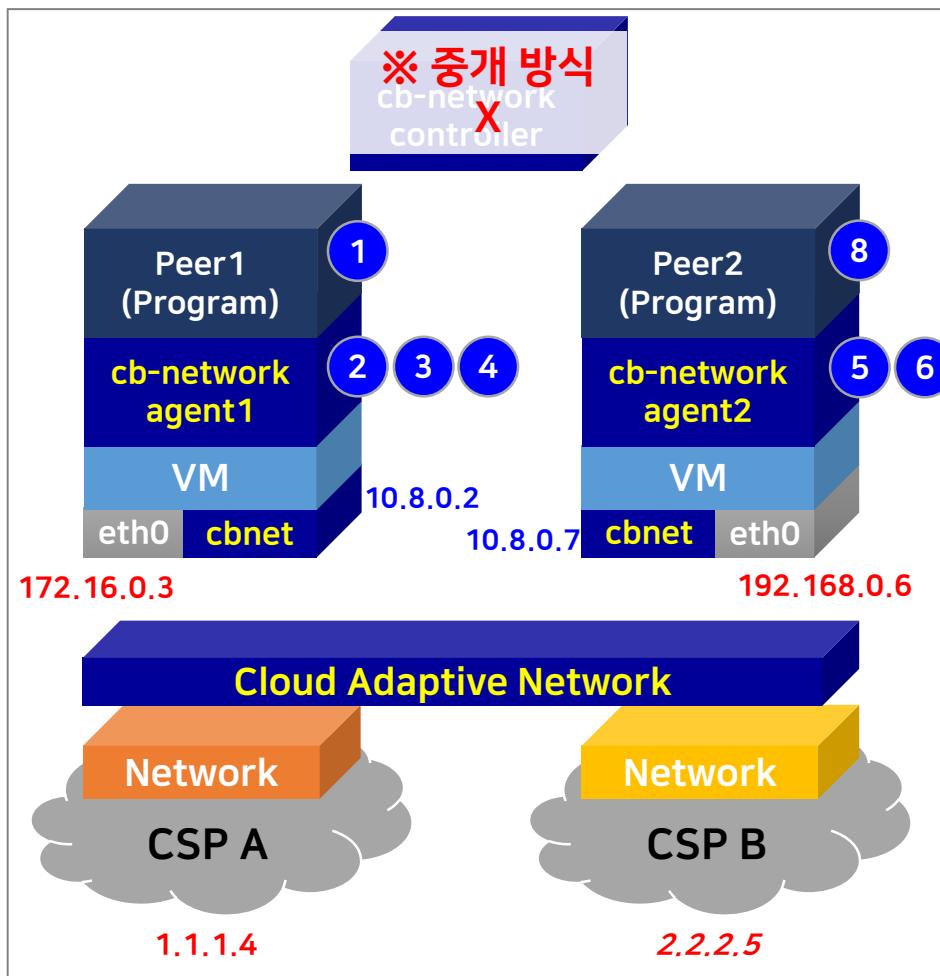 ※ 중개 방식
X
cb-network
controller
Peer1
(Program)
1
Peer2
(Program)
8
cb-network
agent1
2 3 4
cb-network
agent2
5 6
VM
VM
10.8.0.2
eth0 cbnet
10.8.0.7
cbnet eth0
172.16.0.3
192.168.0.6
Cloud Adaptive Network
Network
Network
CSP A
CSP B
1.1.1.4
2.2.2.5